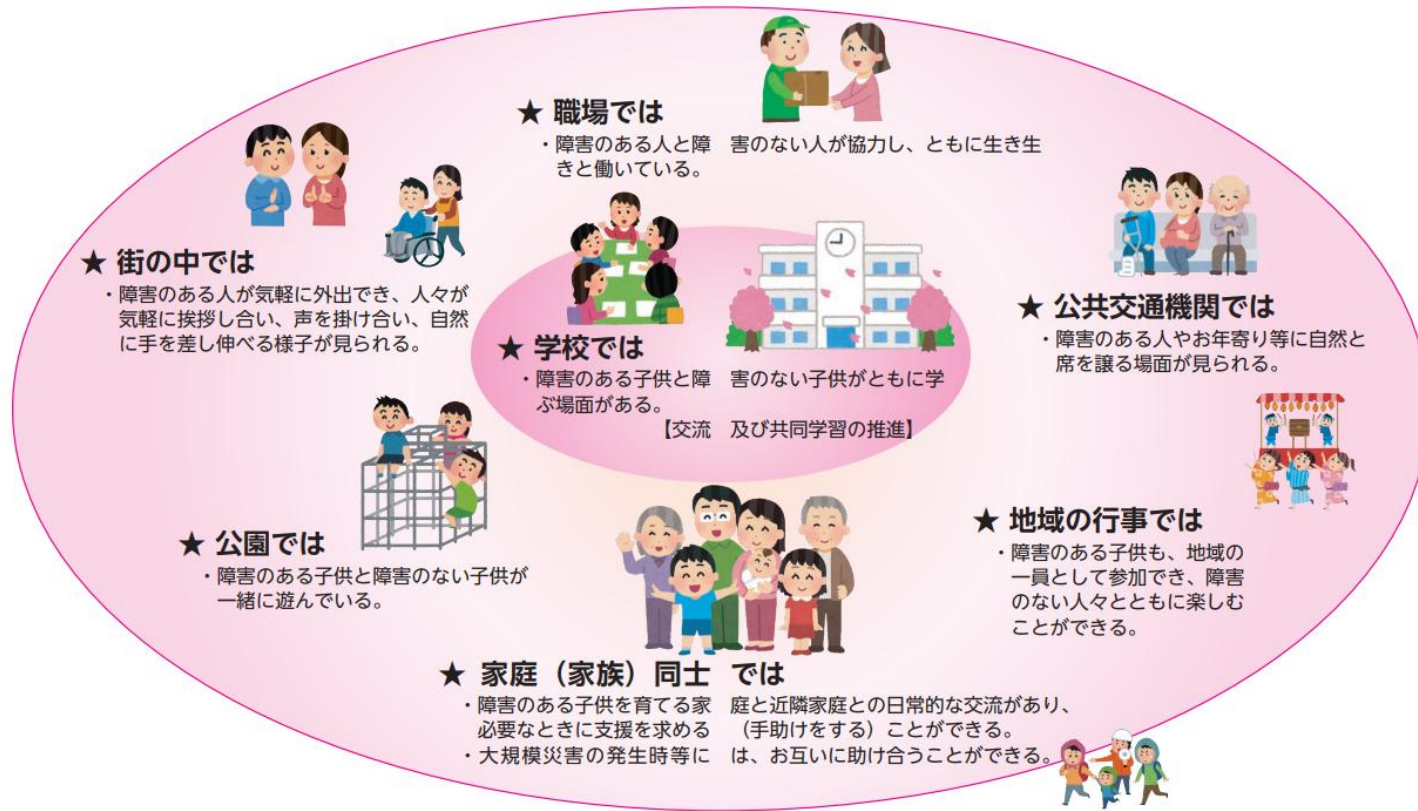 ★ 職場では
・障害のある人と障　害のない人が協力し、ともに生き生
きと働いている。
★ 街の中では
・障害のある人が気軽に外出でき、人々が
気軽に挨拶し合い、声を掛け合い、自然
に手を差し伸べる様子が見られる。
★ 学校では
・障害のある子供と障　害のない子供がともに学
ぶ場面がある。
【交流　及び共同学習の推進】
★ 公共交通機関では
・障害のある人やお年寄り等に自然と
席を譲る場面が見られる。
★ 公園では
・障害のある子供と障害のない子供が
一緒に遊んでいる。
★ 地域の行事では
・障害のある子供も、地域の
一員として参加でき、障害
のない人々とともに楽しむ
ことができる。
★ 家庭（家族）同士　では
・障害のある子供を育てる家　庭と近隣家庭との日常的な交流があり、
必要なときに支援を求める　（手助けをする）ことができる。
・大規模災害の発生時等に　は、お互いに助け合うことができる。